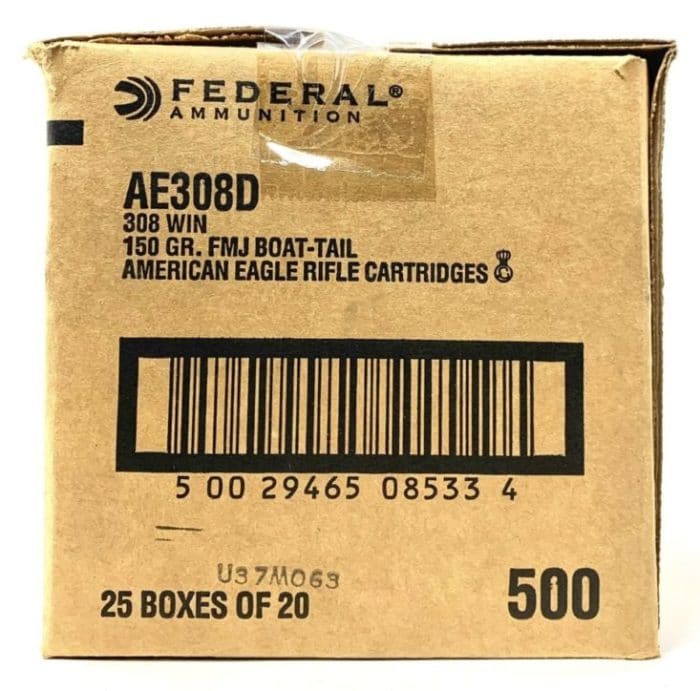 FEDERAL®
AMMUNITION
AE308D
308 WIN
150 GR. FMJ BOAT-TAIL
AMERICAN EAGLE RIFLE CARTRIDGES
5 00 29465 08533 4
U37M063
25 BOXES OF 20
500